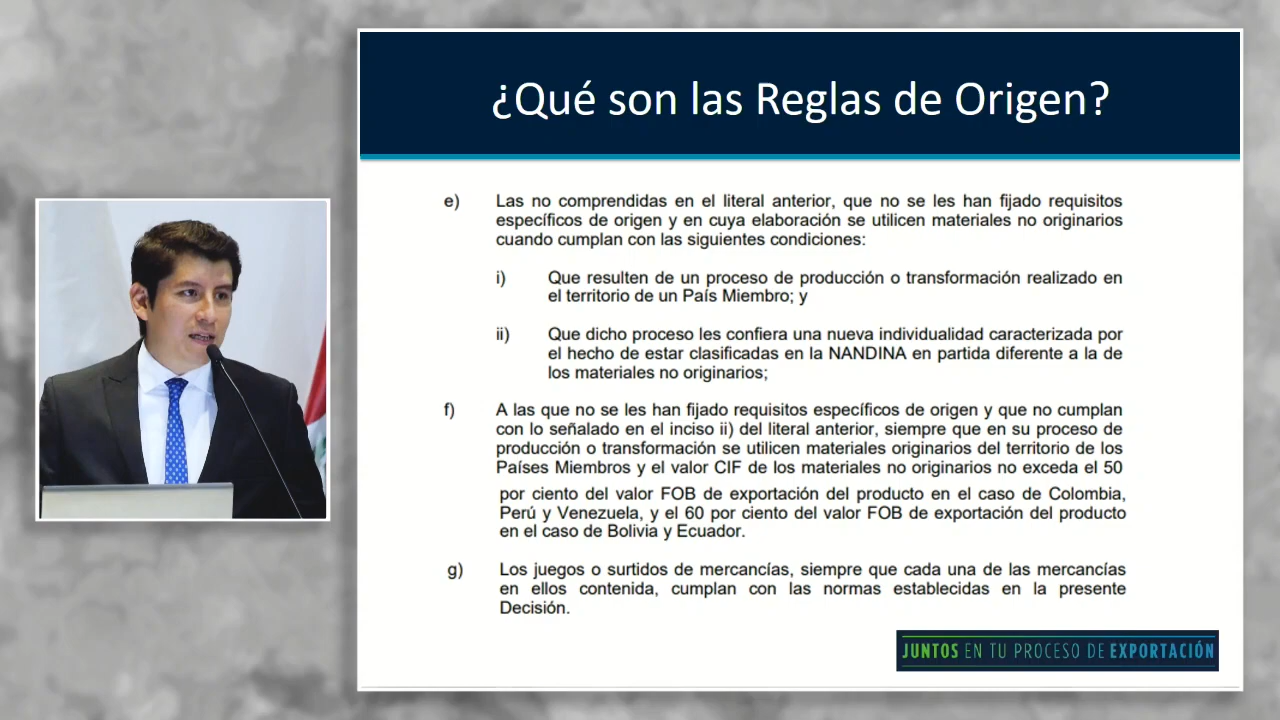 ¿Qué son las Reglas de Origen?
e) Las no comprendidas en el literal anterior, que no se les han fijado requisitos
específicos de origen y en cuya elaboración se utilicen materiales no originarios
cuando cumplan con las siguientes condiciones:
i) Que resulten de un proceso de producción o transformación realizado en
el territorio de un País Miembro; y
ii) Que dicho proceso les confiera una nueva individualidad caracterizada por
el hecho de estar clasificadas en la NANDINA en partida diferente a la de
los materiales no originarios;
f) A las que no se les han fijado requisitos específicos de origen y que no cumplan
con lo señalado en el inciso ii) del literal anterior, siempre que en su proceso de
producción o transformación se utilicen materiales originarios del territorio de los
Países Miembros y el valor CIF de los materiales no originarios no exceda el 50
por ciento del valor FOB de exportación del producto en el caso de Colombia,
Perú y Venezuela, y el 60 por ciento del valor FOB de exportación del producto
en el caso de Bolivia y Ecuador.
g) Los juegos o surtidos de mercancías, siempre que cada una de las mercancías
en ellos contenida, cumplan con las normas establecidas en la presente
Decisión.
JUNTOS EN TU PROCESO DE EXPORTACIÓN